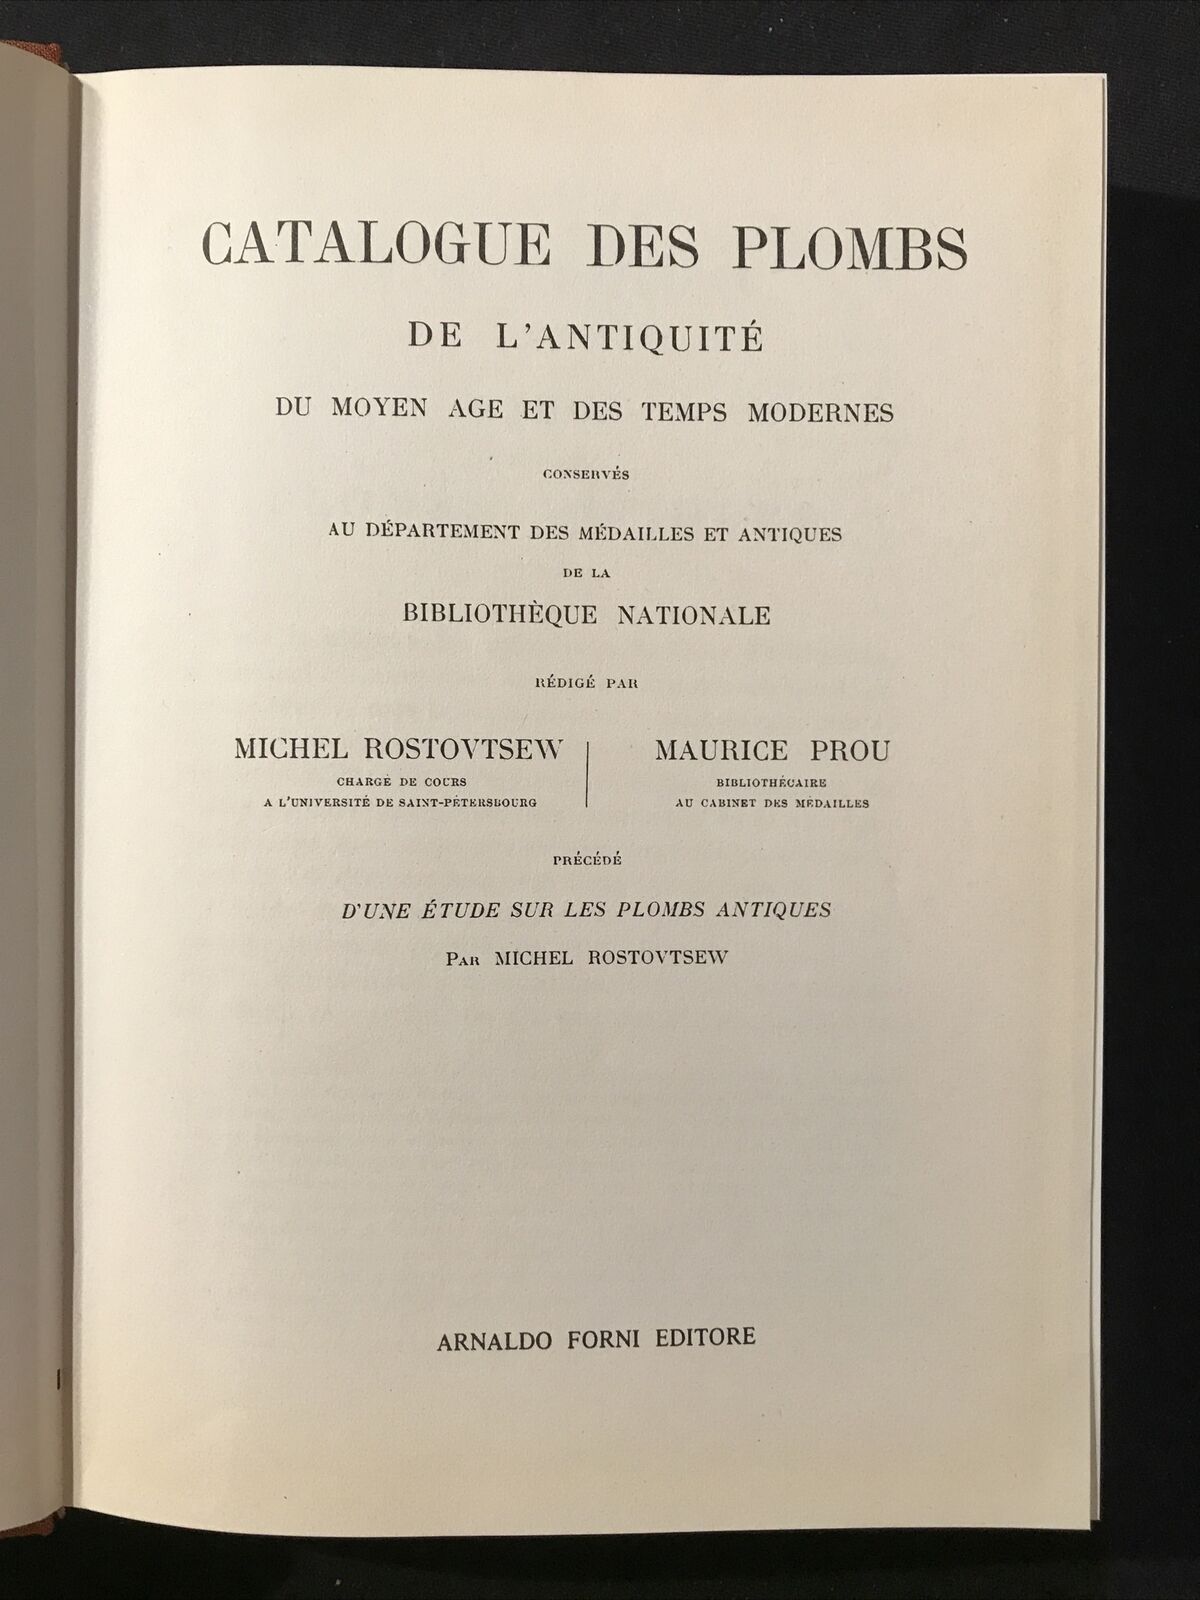 CATALOGUE DES PLOMBS
DE L'ANTIQUITÉ
DU MOYEN AGE ET DES TEMPS MODERNES
CONSERVÉS
AU DÉPARTEMENT DES MÉDAILLES ET ANTIQUES
DE LA
BIBLIOTHÈQUE NATIONALE
RÉDIGÉ PAR
MICHEL ROSTOVTSEW
CHARGÉ DE COURS
A L'UNIVERSITÉ DE SAINT-PÉTERSBOURG
MAURICE PROU
BIBLIOTHÉCAIRE
AU CABINET DES MÉDAILLES
PRÉCÉDÉ
D'UNE ÉTUDE SUR LES PLOMBS ANTIQUES
PAR MICHEL ROSTOVTSEW
ARNALDO FORNI EDITORE